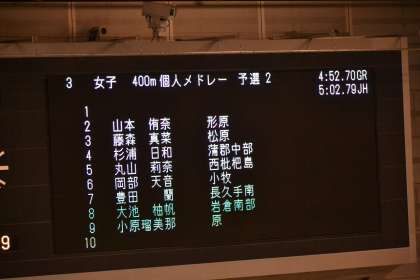 3 女子 400m個人メドレー 予選 2 4:52.70GR
5:02.79JH
1
2 山本 侑奈 形原
3 藤森 真菜 松原
4 杉浦 日和 蒲郡中部
5 丸山 莉奈 西枇杷島
6 岡部 天音 小牧
7 豊田 蘭 長久手南
8 大池 柚帆 岩倉南部
9 小原瑠美那 原
10
9